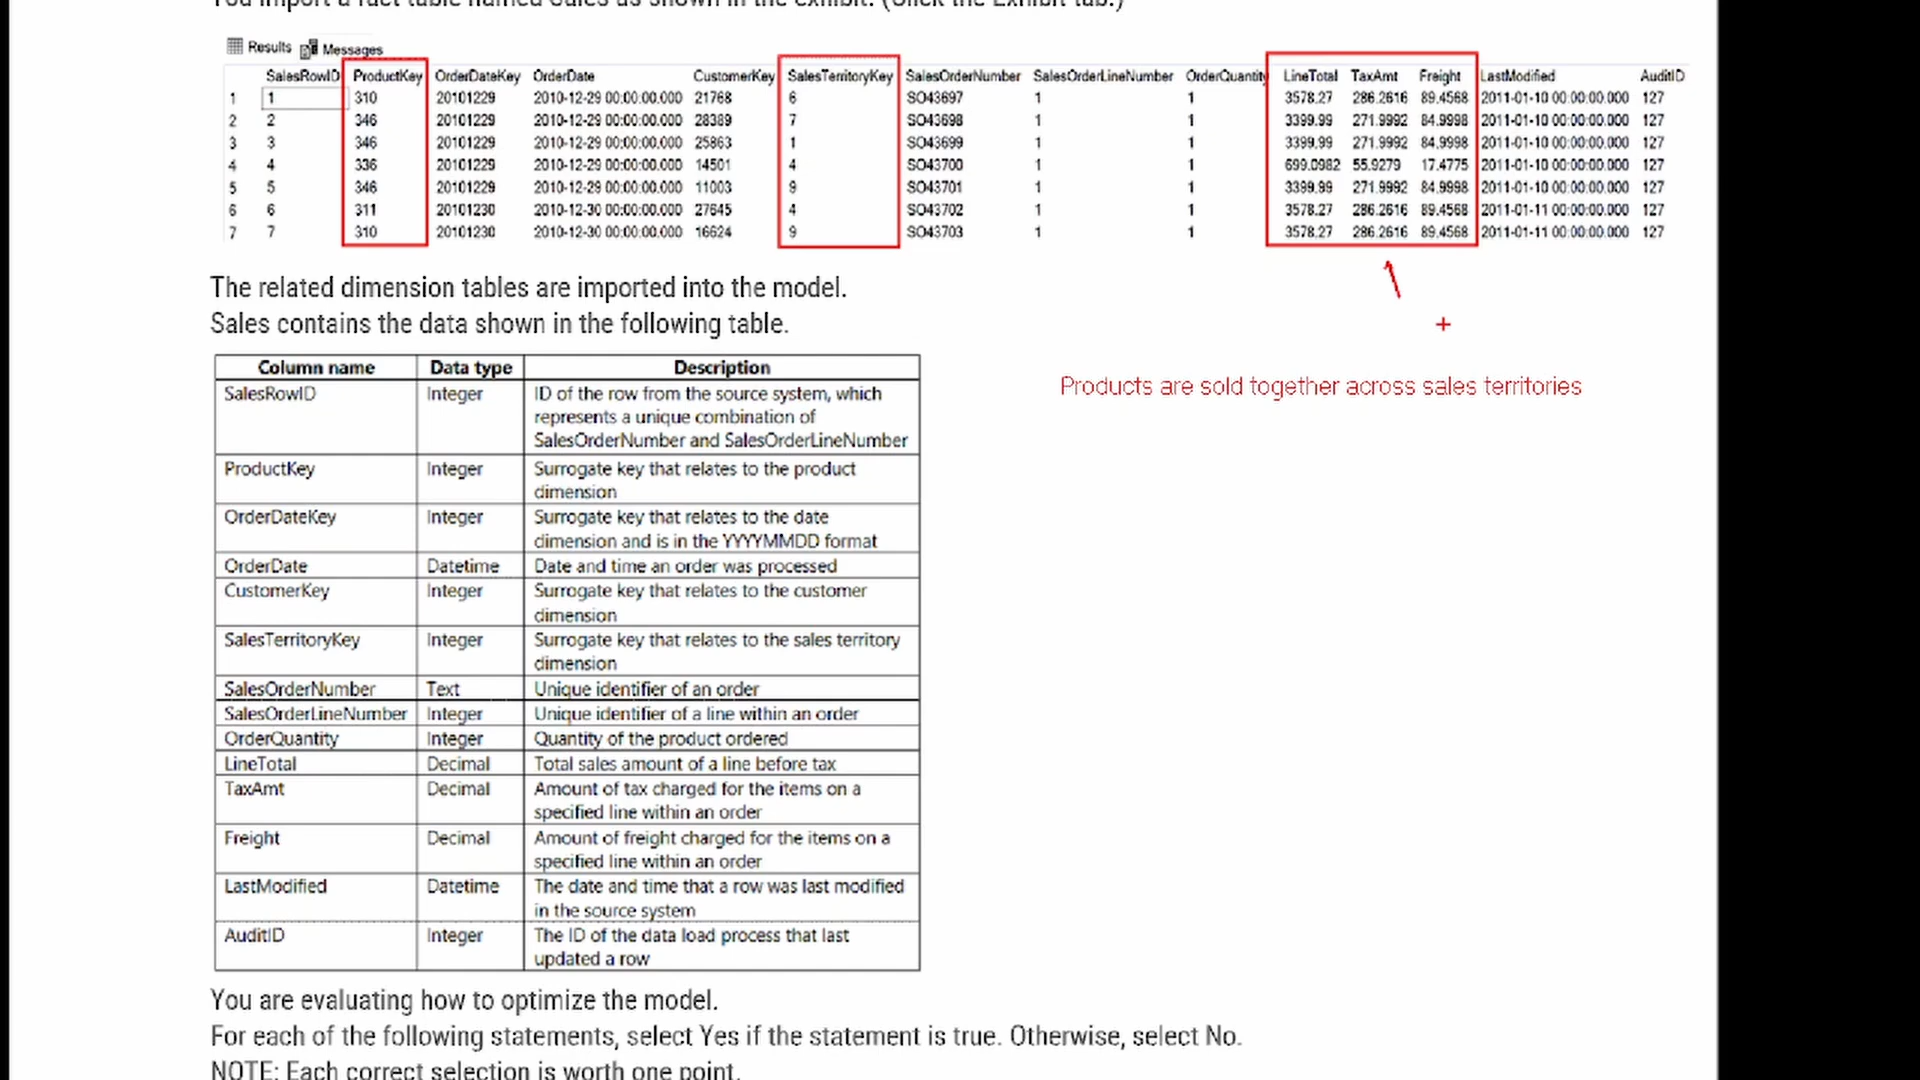 You import a fact table named Sales as shown in the exhibit. (Click the Exhibit tab.)
Results Messages
SalesRowID ProductKey OrderDateKey OrderDate CustomerKey SalesTerritoryKey SalesOrderNumber SalesOrderLineNumber OrderQuantity LineTotal TaxAmt Freight LastModified AuditID
1 1 310 20101229 2010-12-29 00:00:00.000 21768 6 SO43697 1 1 3578.27 286.2616 89.4568 2011-01-10 00:00:00.000 127
2 2 346 20101229 2010-12-29 00:00:00.000 28389 7 SO43698 1 1 3399.99 271.9992 84.9998 2011-01-10 00:00:00.000 127
3 3 346 20101229 2010-12-29 00:00:00.000 25863 1 SO43699 1 1 3399.99 271.9992 84.9998 2011-01-10 00:00:00.000 127
4 4 336 20101229 2010-12-29 00:00:00.000 14501 4 SO43700 1 1 699.0982 55.9279 17.4775 2011-01-10 00:00:00.000 127
5 5 346 20101229 2010-12-29 00:00:00.000 11003 9 SO43701 1 1 3399.99 271.9992 84.9998 2011-01-10 00:00:00.000 127
6 6 311 20101230 2010-12-30 00:00:00.000 27645 4 SO43702 1 1 3578.27 286.2616 89.4568 2011-01-11 00:00:00.000 127
7 7 310 20101230 2010-12-30 00:00:00.000 16624 9 SO43703 1 1 3578.27 286.2616 89.4568 2011-01-11 00:00:00.000 127
The related dimension tables are imported into the model.
Sales contains the data shown in the following table.
Products are sold together across sales territories
Column name Data type Description
SalesRowID Integer ID of the row from the source system, which
represents a unique combination of
SalesOrderNumber and SalesOrderLineNumber
ProductKey Integer Surrogate key that relates to the product
dimension
OrderDateKey Integer Surrogate key that relates to the date
dimension and is in the YYYYMMDD format
OrderDate Datetime Date and time an order was processed
CustomerKey Integer Surrogate key that relates to the customer
dimension
SalesTerritoryKey Integer Surrogate key that relates to the sales territory
dimension
SalesOrderNumber Text Unique identifier of an order
SalesOrderLineNumber Integer Unique identifier of a line within an order
OrderQuantity Integer Quantity of the product ordered
LineTotal Decimal Total sales amount of a line before tax
TaxAmt Decimal Amount of tax charged for the items on a
specified line within an order
Freight Decimal Amount of freight charged for the items on a
specified line within an order
LastModified Datetime The date and time that a row was last modified
in the source system
AuditID Integer The ID of the data load process that last
updated a row
You are evaluating how to optimize the model.
For each of the following statements, select Yes if the statement is true. Otherwise, select No.
NOTE: Each correct selection is worth one point.